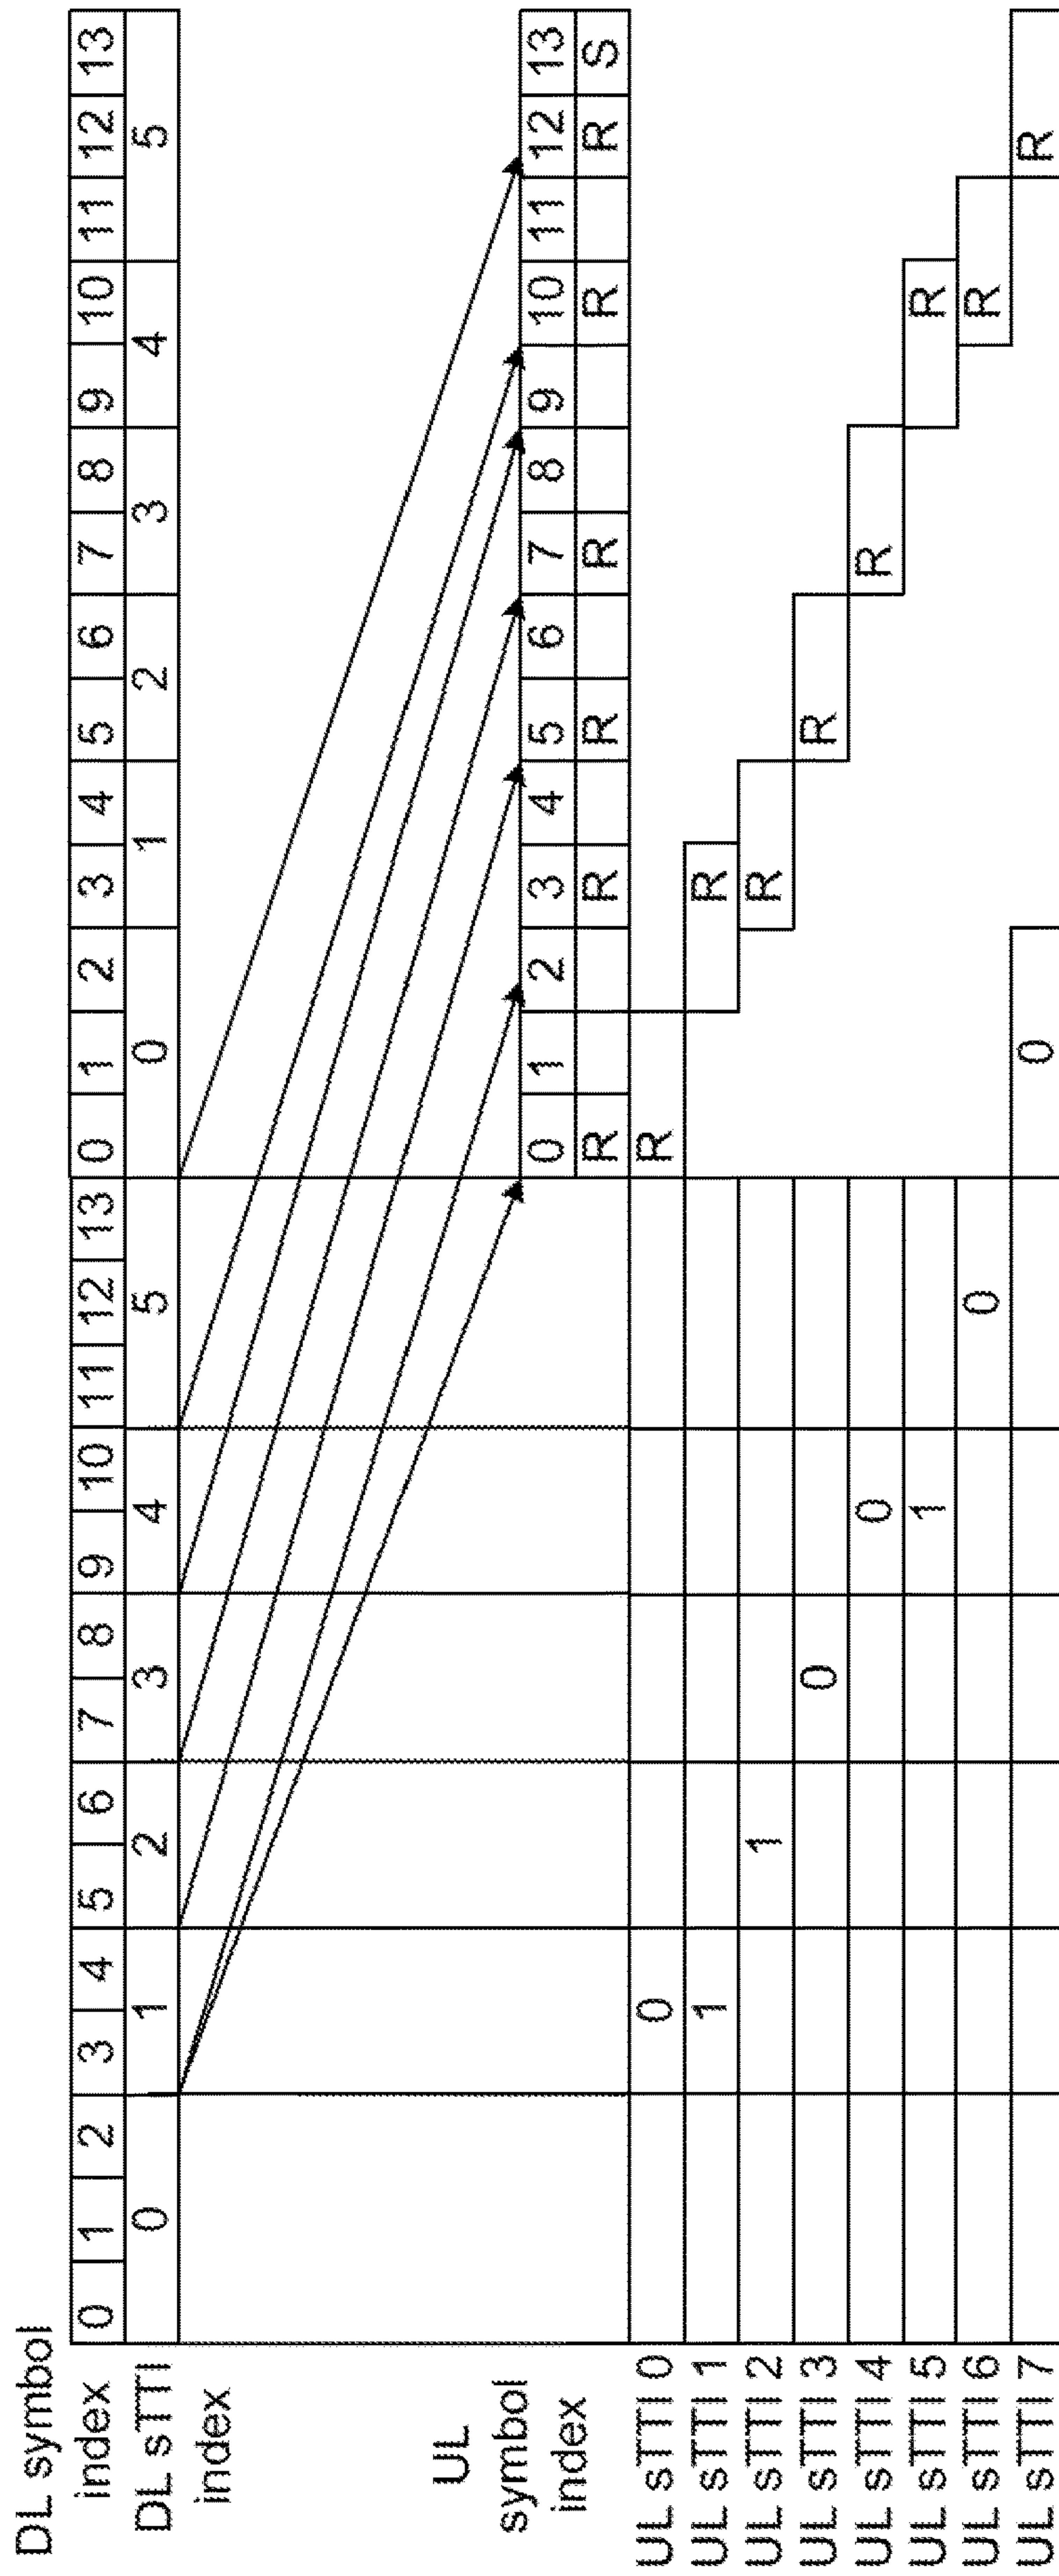 DL symbol
index
0 1 2 3 4 5 6 7 8 9 10 11 12 13 0 1 2 3 4 5 6 7 8 9 10 11 12 13
DL sTTI
index
0 1 2 3 4 5 0 1 2 3 4 5
UL
symbol
index
0 1 2 3 4 5 6 7 8 9 10 11 12 13
R R R R R R S
UL sTTI 0 0 R
UL sTTI 1 1 R
UL sTTI 2 1 R
UL sTTI 3 0 R
UL sTTI 4 0 R
UL sTTI 5 1 R
UL sTTI 6 0 R
UL sTTI 7 0 R